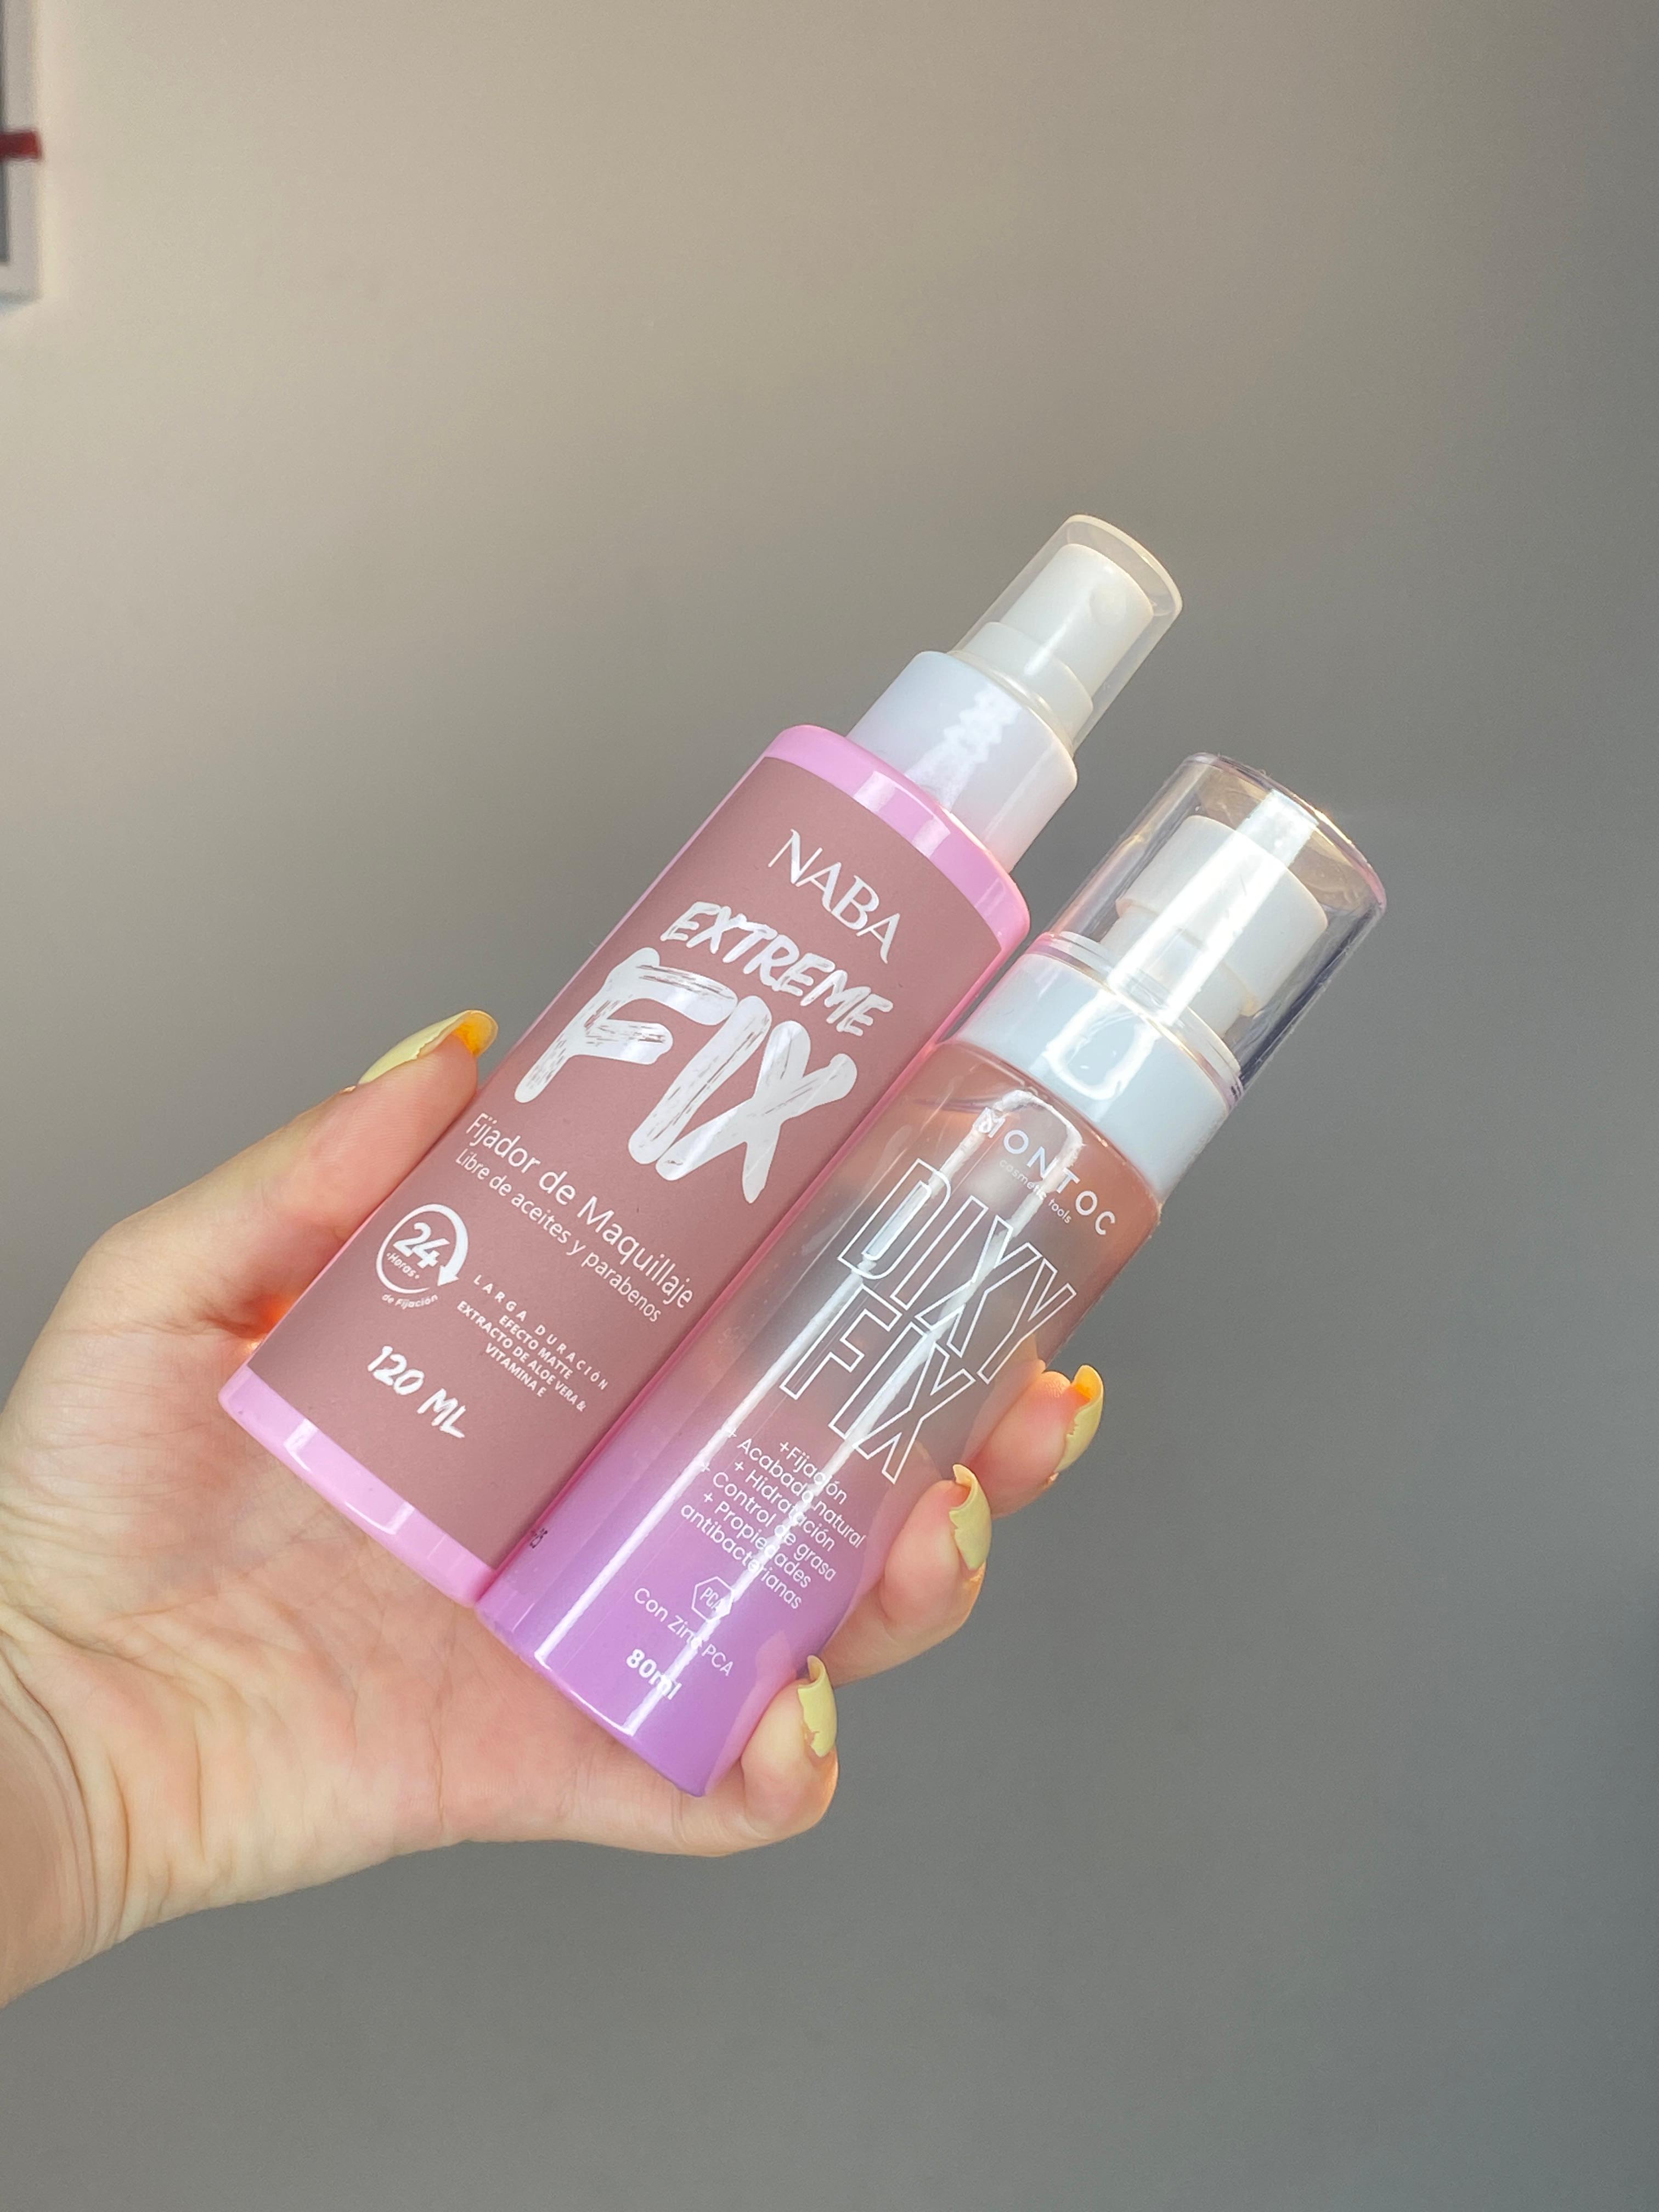 NABA
EXTREME
FIX
Fijador de Maquillaje
Libre de aceites y parabenos
24
•Horas•
de Fijación
LARGA DURACIÓN
EFECTO MATTE
EXTRACTO DE ALOE VERA &
VITAMINA E
120 ML
MONTOC
cosmetic tools
DIXY
FIX
+Fijación
+ Acabado natural
+ Hidratación
+ Control de grasa
+ Propiedades
antibacterianas
PCA
Con Zinc PCA
80ml